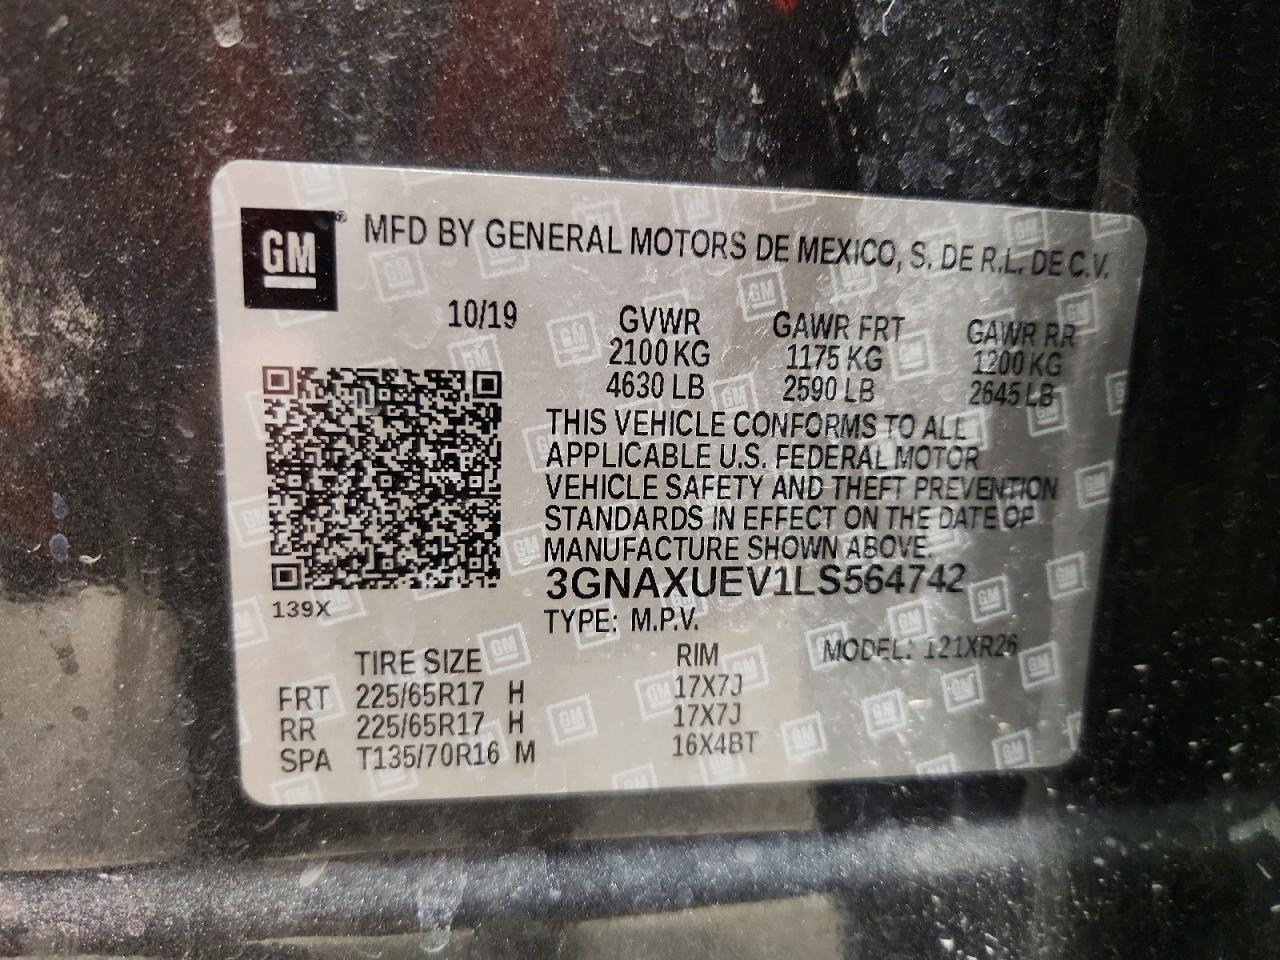 GM® MFD BY GENERAL MOTORS DE MEXICO, S. DE R.L. DE C.V.
10/19 GVWR GAWR FRT GAWR RR
2100 KG 1175 KG 1200 KG
4630 LB 2590 LB 2645 LB
THIS VEHICLE CONFORMS TO ALL
APPLICABLE U.S. FEDERAL MOTOR
VEHICLE SAFETY AND THEFT PREVENTION
STANDARDS IN EFFECT ON THE DATE OF
MANUFACTURE SHOWN ABOVE.
3GNAXUEV1LS564742
139X
TYPE: M.P.V.
TIRE SIZE RIM MODEL: 121XR26
FRT 225/65R17 H 17X7J
RR 225/65R17 H 17X7J
SPA T135/70R16 M 16X4BT